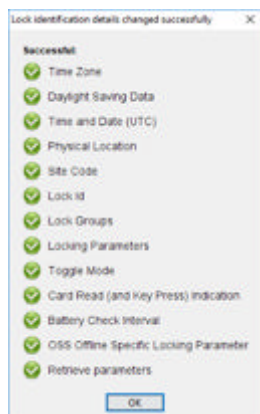 Lock identification details changed successfully
Successful:
Time Zone
Daylight Saving Data
Time and Date (UTC)
Physical Location
Site Code
Lock Id
Lock Groups
Locking Parameters
Toggle Mode
Card Read (and Key Press) Indication
Battery Check Interval
OSS Offline Specific Locking Parameter
Retrieve parameters
OK